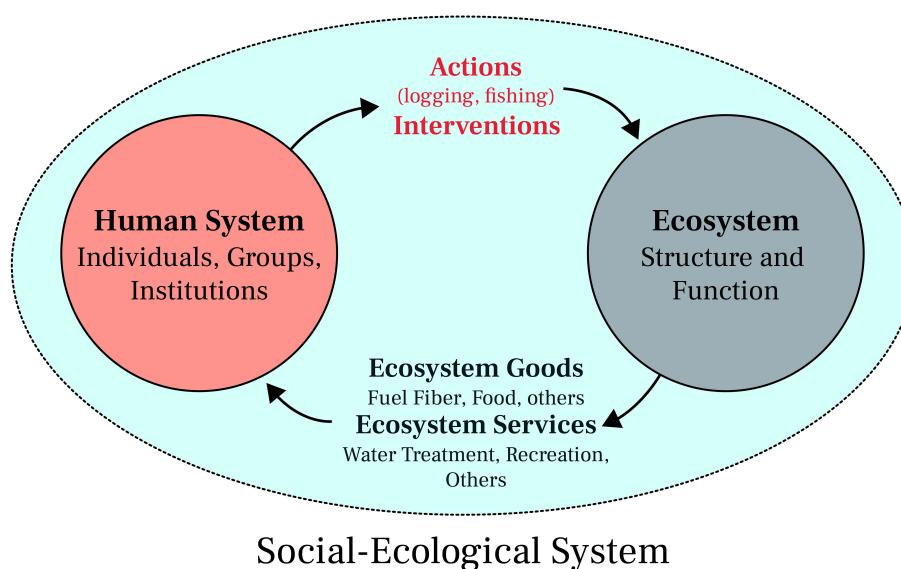 Actions
(logging, fishing)
Interventions
Human System
Individuals, Groups,
Institutions
Ecosystem
Structure and
Function
Ecosystem Goods
Fuel Fiber, Food, others
Ecosystem Services
Water Treatment, Recreation,
Others
Social-Ecological System